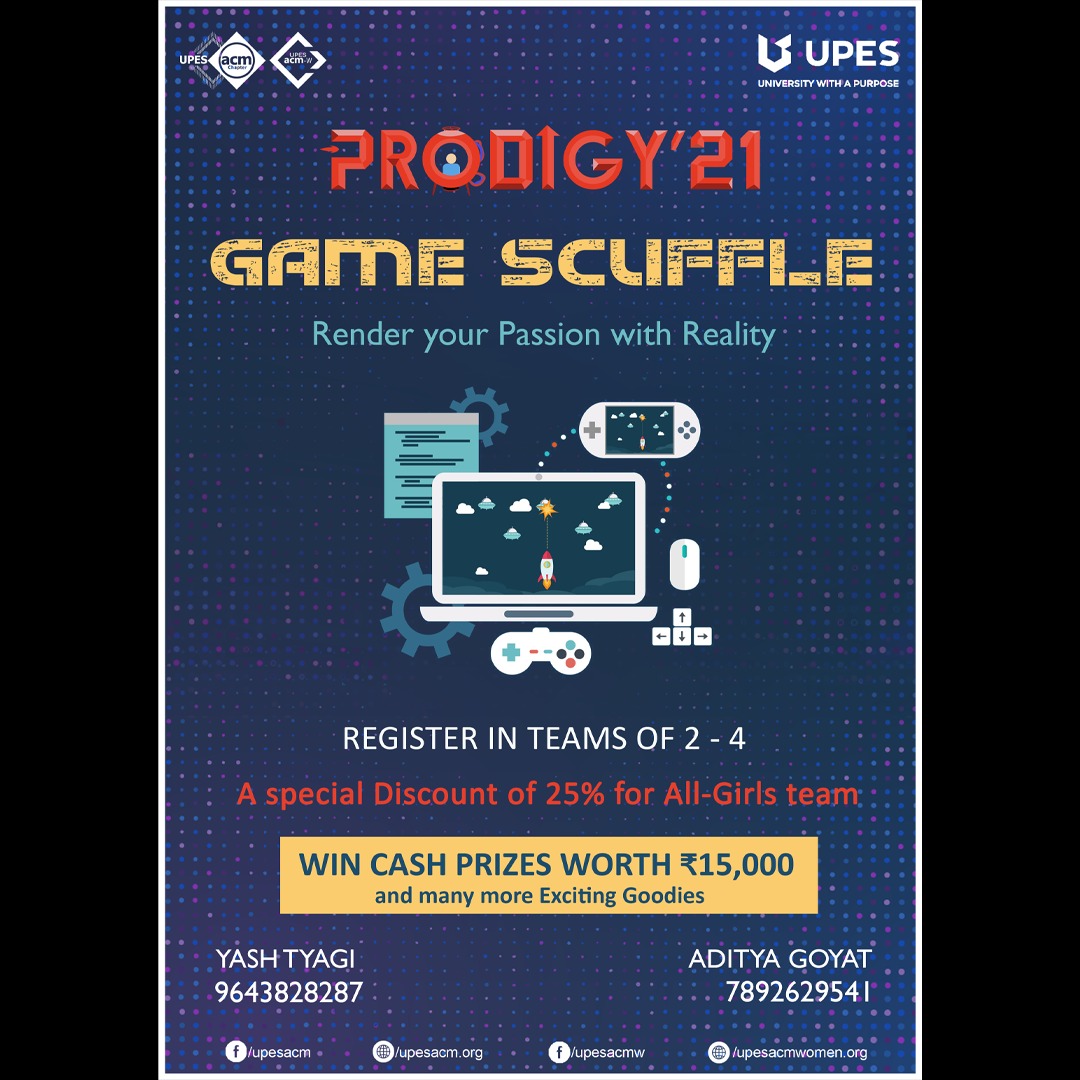 UPES acm Chapter
UPES acm-W
UPES
UNIVERSITY WITH A PURPOSE
PRODIGY'21
GAME SCUFFLE
Render your Passion with Reality
REGISTER IN TEAMS OF 2 - 4
A special Discount of 25% for All-Girls team
WIN CASH PRIZES WORTH ₹15,000
and many more Exciting Goodies
YASH TYAGI
9643828287
ADITYA GOYAT
7892629541
/upesacm
/upesacm.org
/upesacmw
/upesacmwomen.org